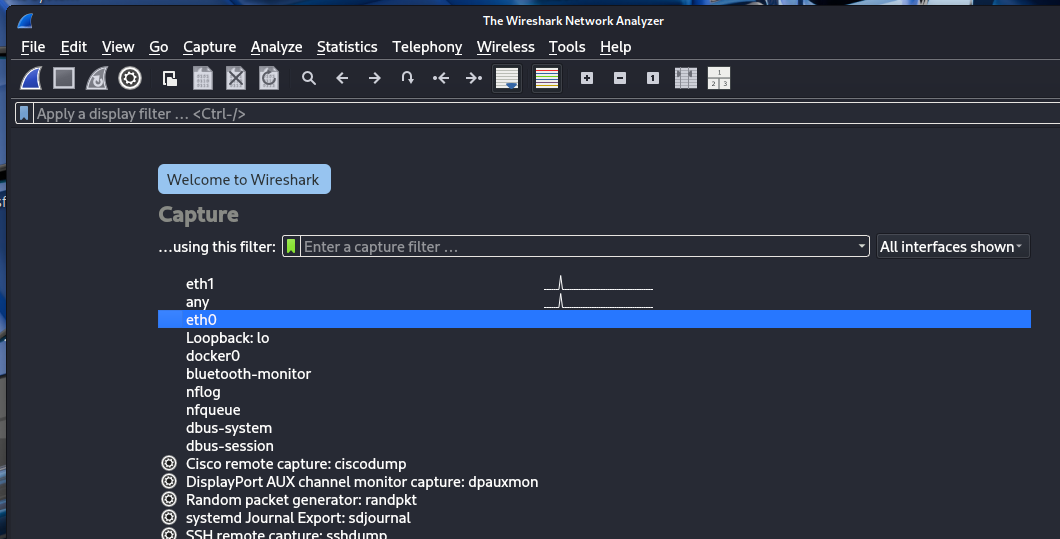 The Wireshark Network Analyzer
File Edit View Go Capture Analyze Statistics Telephony Wireless Tools Help
Apply a display filter … <Ctrl-/>
Welcome to Wireshark
Capture
…using this filter: Enter a capture filter … All interfaces shown
eth1
any
eth0
Loopback: lo
docker0
bluetooth-monitor
nflog
nfqueue
dbus-system
dbus-session
Cisco remote capture: ciscodump
DisplayPort AUX channel monitor capture: dpauxmon
Random packet generator: randpkt
systemd Journal Export: sdjournal
SSH remote capture: sshdump